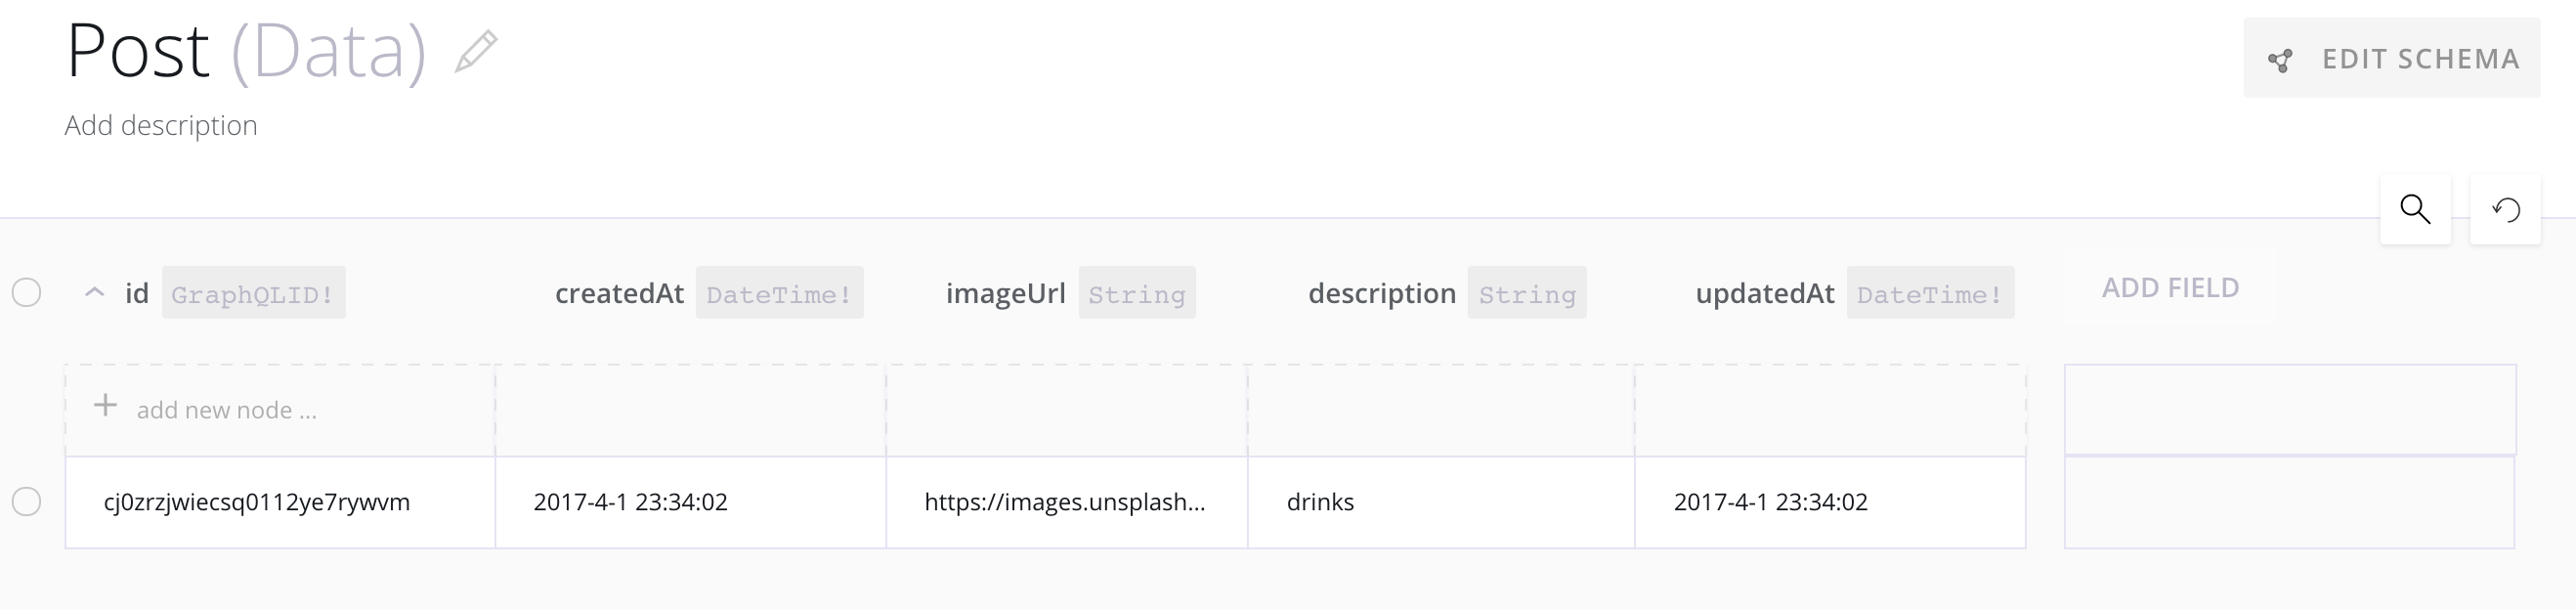 Post (Data)
EDIT SCHEMA
Add description
id GraphQLID! createdAt DateTime! imageUrl String description String updatedAt DateTime! ADD FIELD
+ add new node ...
cj0zrzjwiecsq0112ye7rywvm 2017-4-1 23:34:02 https://images.unsplash... drinks 2017-4-1 23:34:02